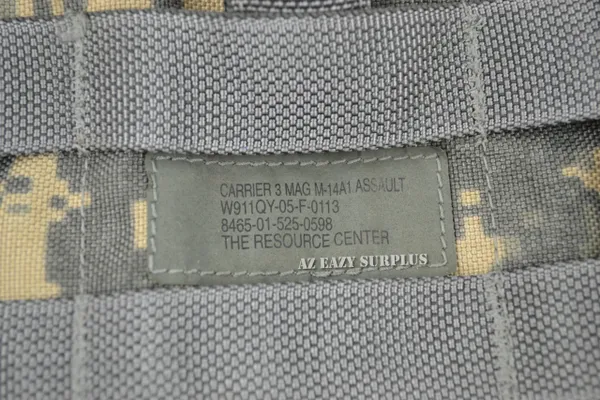 CARRIER 3 MAG M-14A1 ASSAULT
W911QY-05-F-0113
8465-01-525-0598
THE RESOURCE CENTER
AZ EAZY SURPLUS